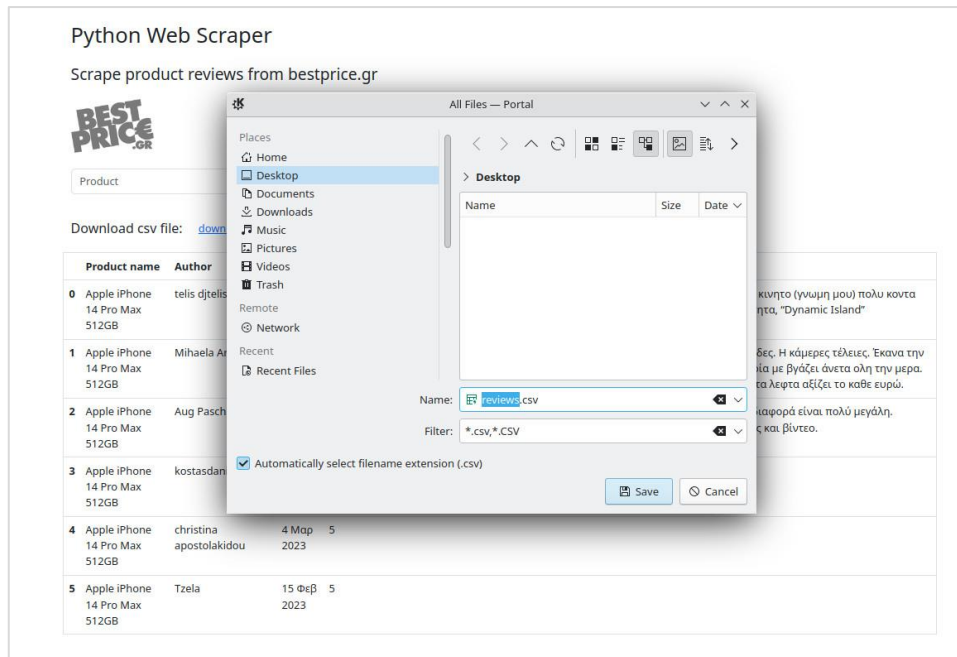 Python Web Scraper
Scrape product reviews from bestprice.gr
BEST
PRICE
.GR
Product
Download csv file: down
Product name Author
0 Apple iPhone telis djtelis κινητο (γνωμη μου) πολυ κοντα
14 Pro Max ητα, “Dynamic Island”
512GB
1 Apple iPhone Mihaela Ar δες. Η κάμερες τέλειες. Έκανα την
14 Pro Max ία με βγάζει άνετα ολη την μερα.
512GB τα λεφτα αξίζει το καθε ευρώ.
2 Apple iPhone Aug Pasch ιαφορά είναι πολύ μεγάλη.
14 Pro Max ς και βίντεο.
512GB
3 Apple iPhone kostasdan
14 Pro Max
512GB
4 Apple iPhone christina 4 Μαρ 5
14 Pro Max apostolakidou 2023
512GB
5 Apple iPhone Tzela 15 Φεβ 5
14 Pro Max 2023
512GB
All Files — Portal
Places
Home
Desktop
Documents
Downloads
Music
Pictures
Videos
Trash
Remote
Network
Recent
Recent Files
> Desktop
Name Size Date
Name: reviews.csv
Filter: *.csv,*.CSV
Automatically select filename extension (.csv)
Save Cancel